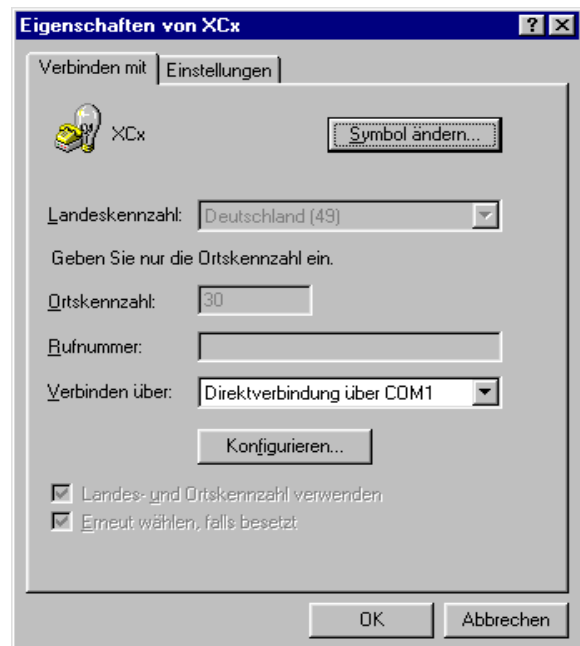 Eigenschaften von XCx
Verbinden mit
Einstellungen
XCx
Symbol ändern...
Landeskennzahl:
Deutschland (49)
Geben Sie nur die Ortskennzahl ein.
Ortskennzahl:
30
Rufnummer:
Verbinden über:
Direktverbindung über COM1
Konfigurieren...
Landes- und Ortskennzahl verwenden
Erneut wählen, falls besetzt
OK
Abbrechen